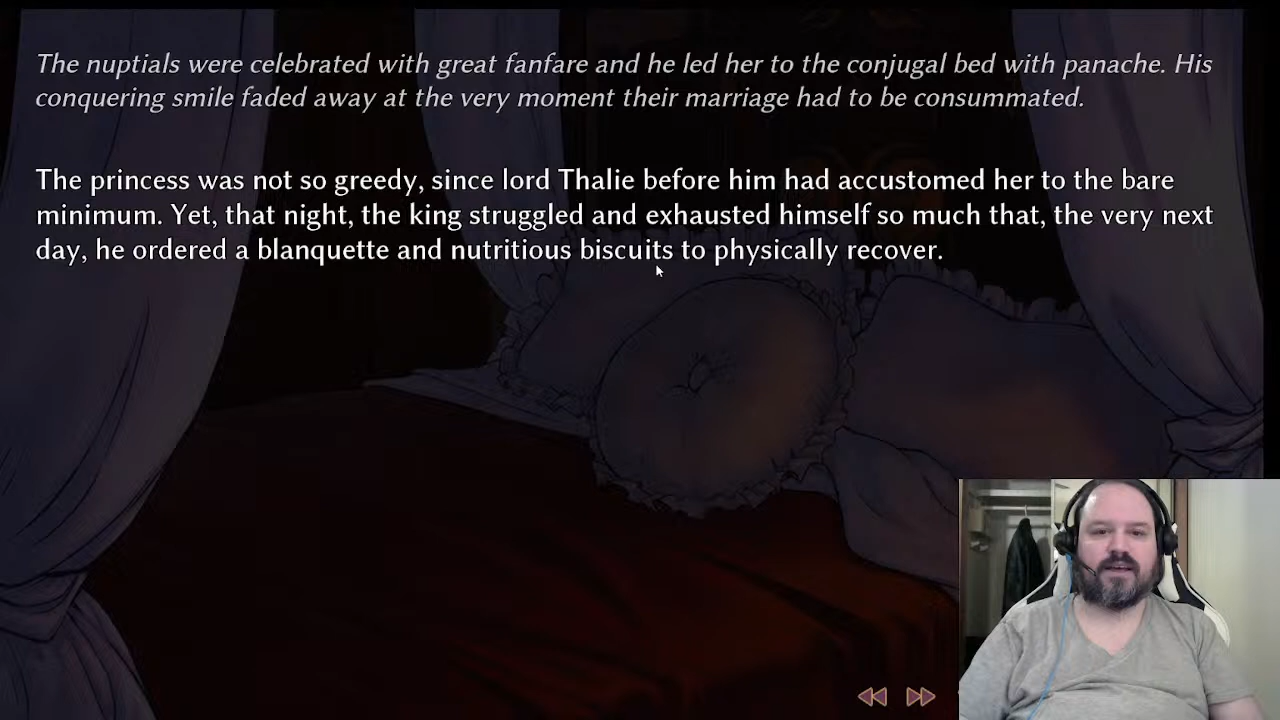 The nuptials were celebrated with great fanfare and he led her to the conjugal bed with panache. His
conquering smile faded away at the very moment their marriage had to be consummated.
The princess was not so greedy, since lord Thalie before him had accustomed her to the bare
minimum. Yet, that night, the king struggled and exhausted himself so much that, the very next
day, he ordered a blanquette and nutritious biscuits to physically recover.